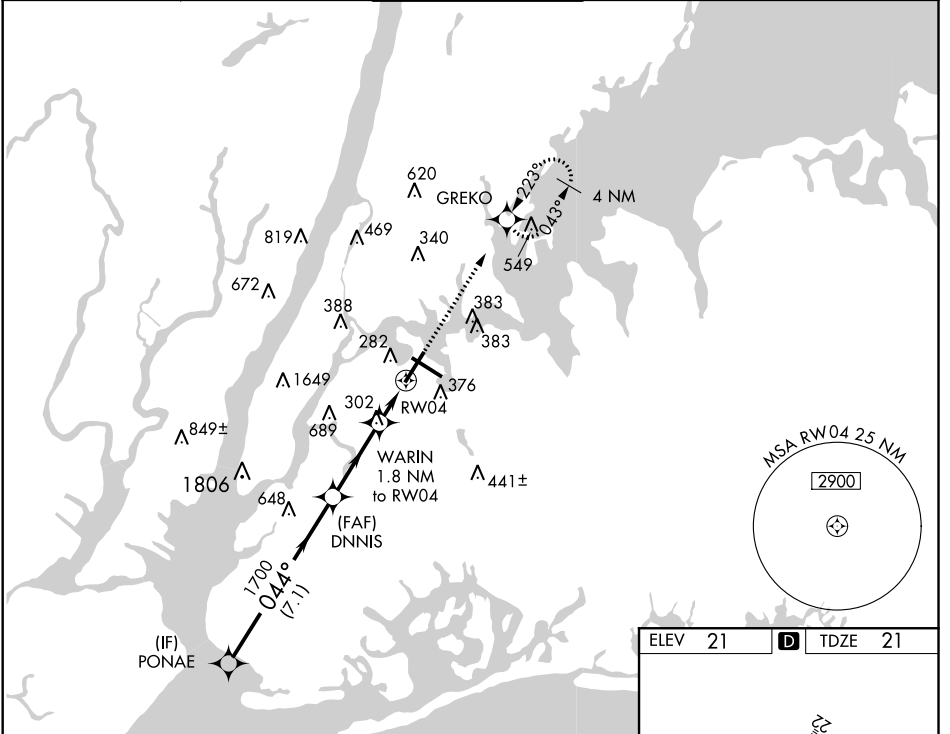 620
GREKO
223°
4 NM
043°
819
469
340
549
672
388
383
383
282
1649
376
RW04
302
689
849±
WARIN
1.8 NM
to RW04
1806
441±
648
(FAF)
DNNIS
1700
044°
(7.1)
(IF)
PONAE
MSA RW04 25 NM
2900
ELEV 21 D TDZE 21
22